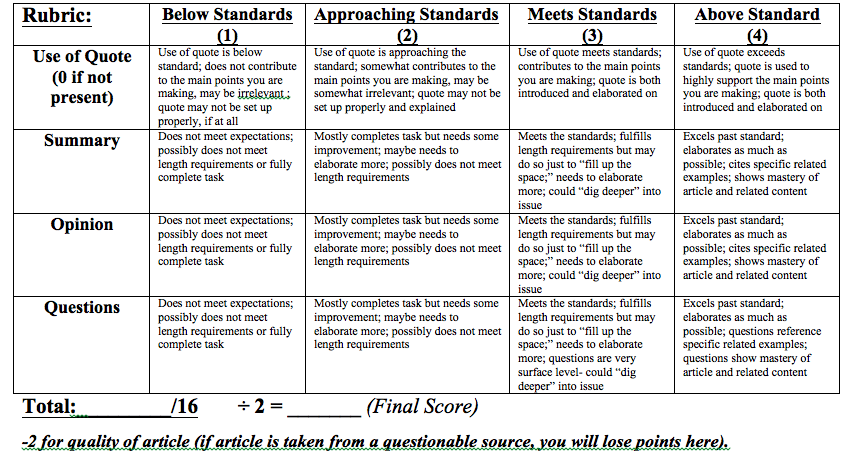 Rubric:
Below Standards
(1)
Approaching Standards
(2)
Meets Standards
(3)
Above Standard
(4)
Use of Quote
(0 if not
present)
Use of quote is below
standard; does not contribute
to the main points you are
making, may be irrelevant ;
quote may not be set up
properly, if at all
Use of quote is approaching the
standard; somewhat contributes to the
main points you are making, may be
somewhat irrelevant; quote may not be
set up properly and explained
Use of quote meets standards;
contributes to the main points
you are making; quote is both
introduced and elaborated on
Use of quote exceeds
standards; quote is used to
highly support the main points
you are making; quote is both
introduced and elaborated on
Summary
Does not meet expectations;
possibly does not meet
length requirements or fully
complete task
Mostly completes task but needs some
improvement; maybe needs to
elaborate more; possibly does not meet
length requirements
Meets the standards; fulfills
length requirements but may
do so just to "fill up the
space;" needs to elaborate
more; could "dig deeper" into
issue
Excels past standard;
elaborates as much as
possible; cites specific related
examples; shows mastery of
article and related content
Opinion
Does not meet expectations;
possibly does not meet
length requirements or fully
complete task
Mostly completes task but needs some
improvement; maybe needs to
elaborate more; possibly does not meet
length requirements
Meets the standards; fulfills
length requirements but may
do so just to "fill up the
space;" needs to elaborate
more; could "dig deeper" into
issue
Excels past standard;
elaborates as much as
possible; cites specific related
examples; shows mastery of
article and related content
Questions
Does not meet expectations;
possibly does not meet
length requirements or fully
complete task
Mostly completes task but needs some
improvement; maybe needs to
elaborate more; possibly does not meet
length requirements
Meets the standards; fulfills
length requirements but may
do so just to "fill up the
space;" needs to elaborate
more; questions are very
surface level- could "dig
deeper" into issue
Excels past standard;
elaborates as much as
possible; questions reference
specific related examples;
questions show mastery of
article and related content
Total:_________/16 ÷ 2 = _______ (Final Score)
-2 for quality of article (if article is taken from a questionable source, you will lose points here).